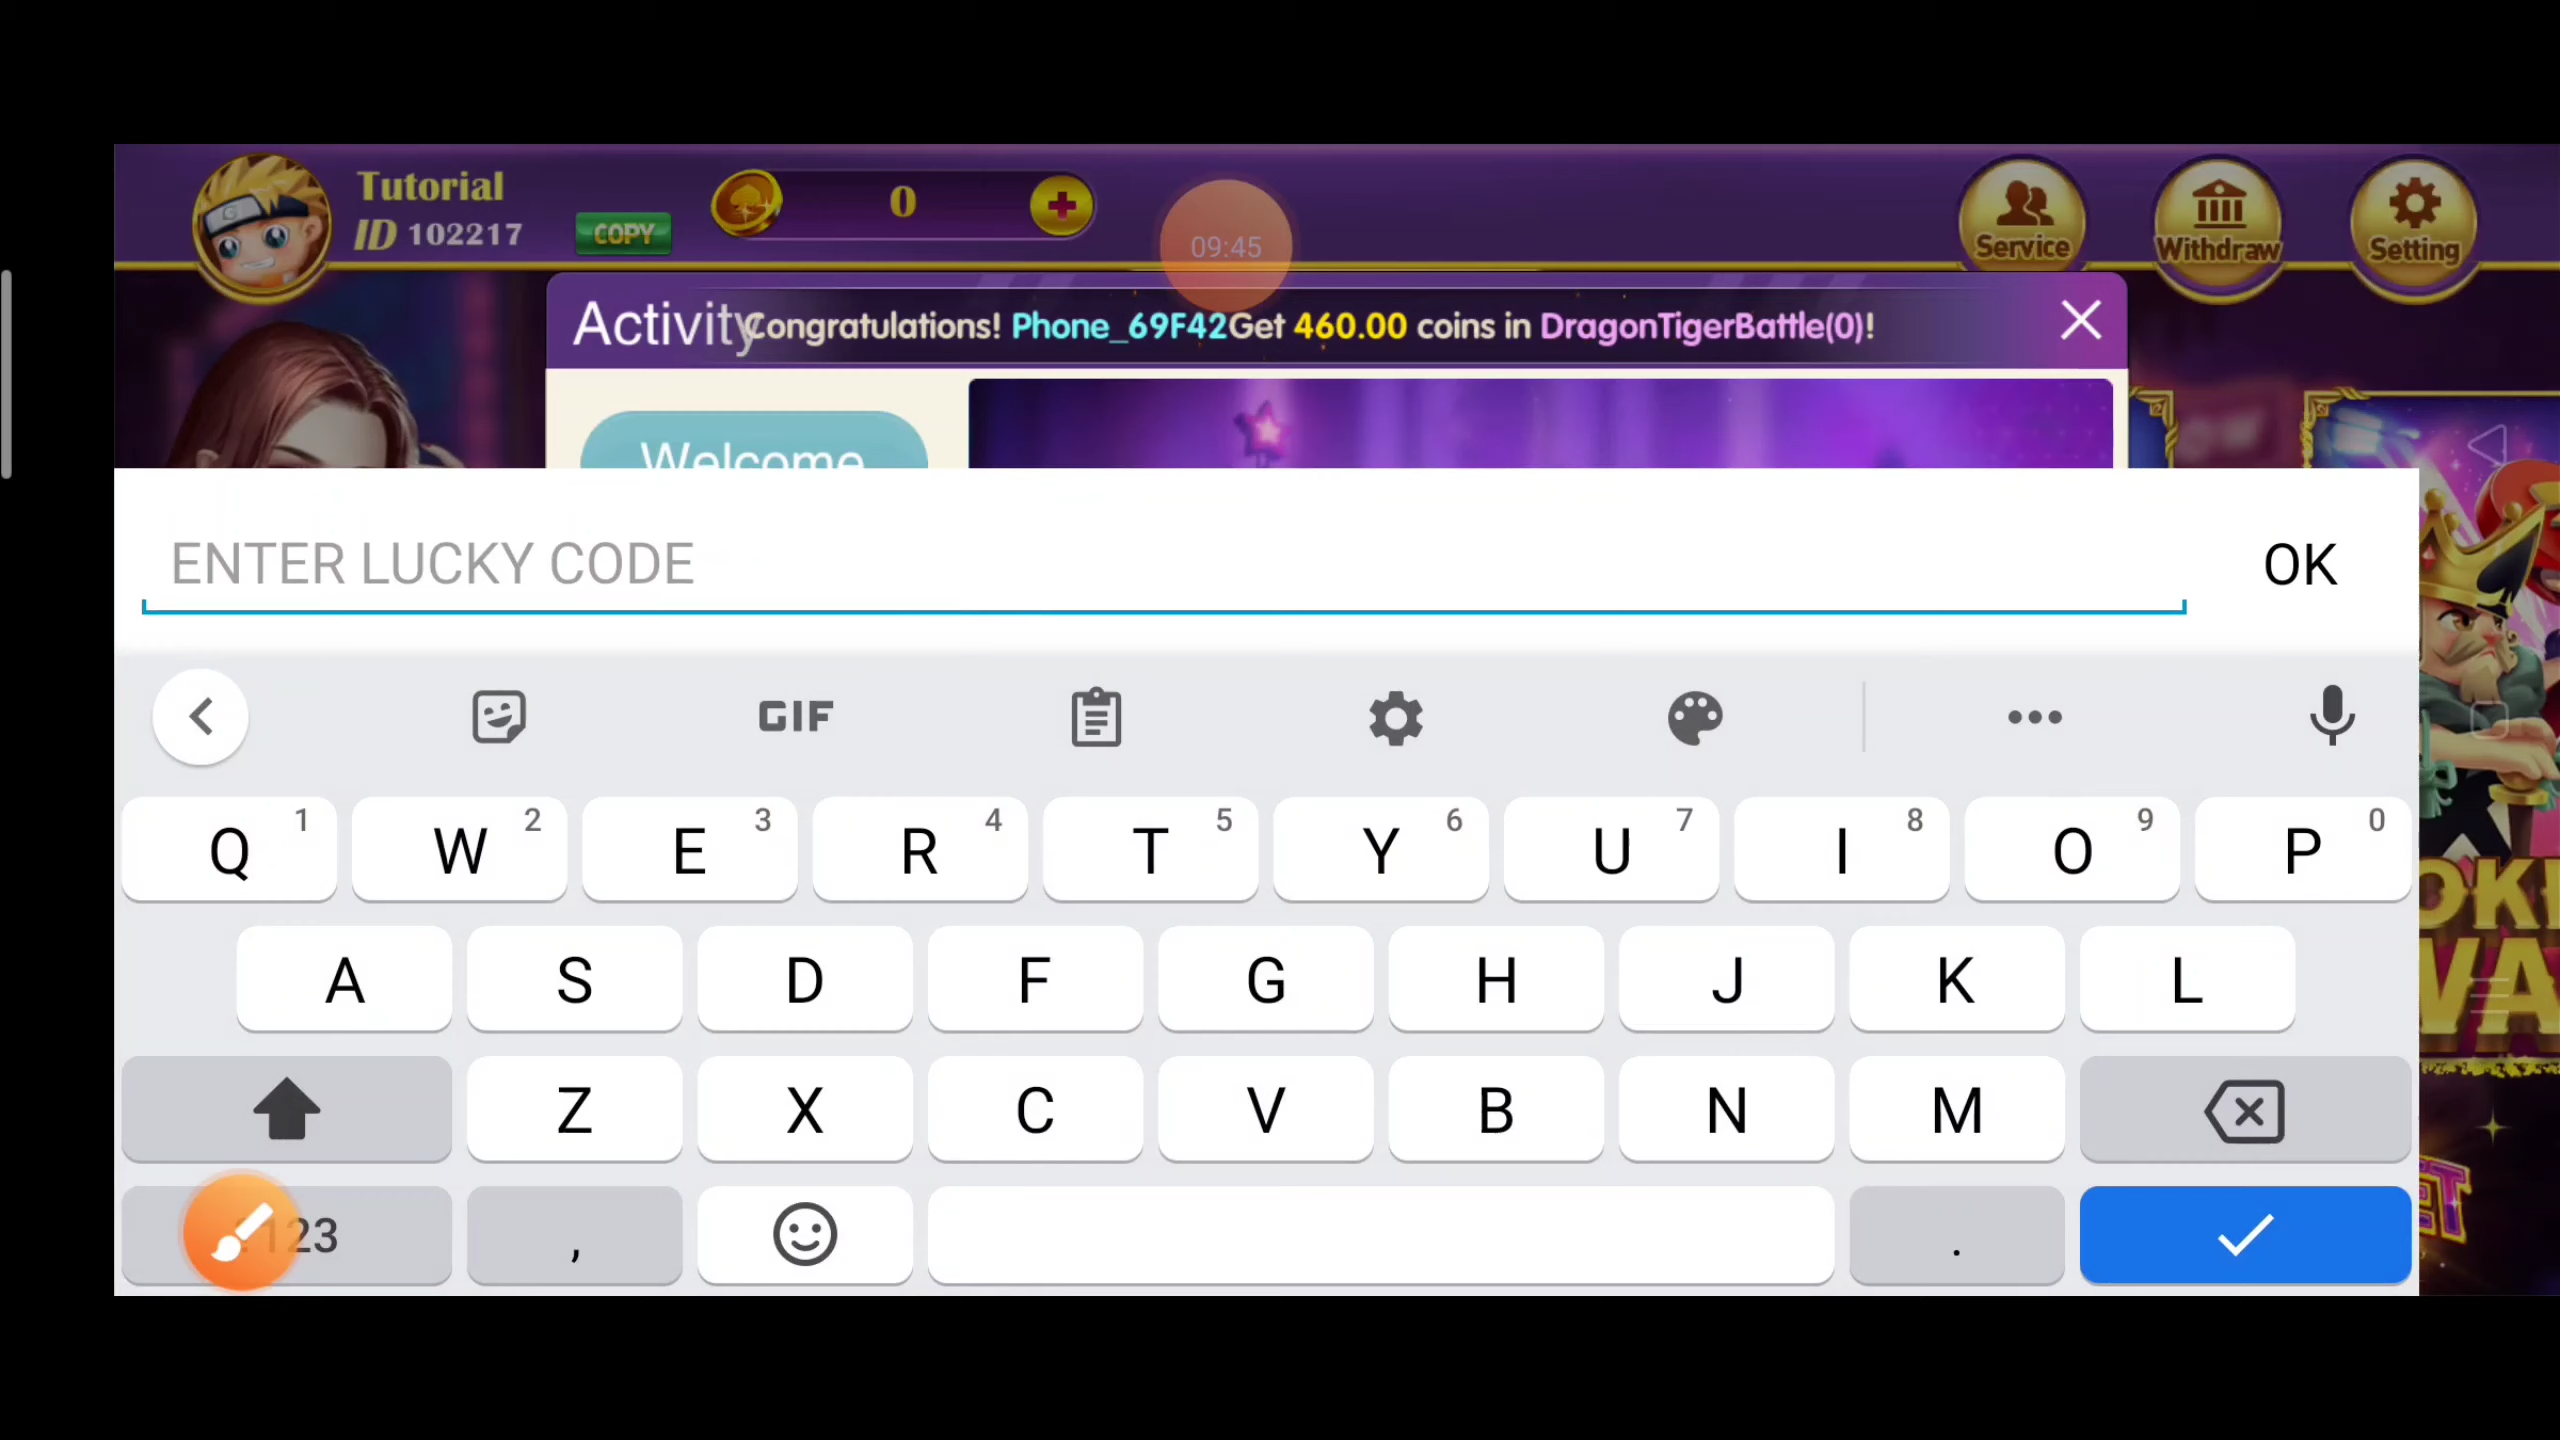 Tutorial
ID 102217
COPY
0
09:45
Service
Withdraw
Setting
Activity
Congratulations! Phone_69F42Get 460.00 coins in DragonTigerBattle(0)!
Welcome
ENTER LUCKY CODE
OK
GIF
Q 1 W 2 E 3 R 4 T 5 Y 6 U 7 I 8 O 9 P 0
A S D F G H J K L
Z X C V B N M
123 , .